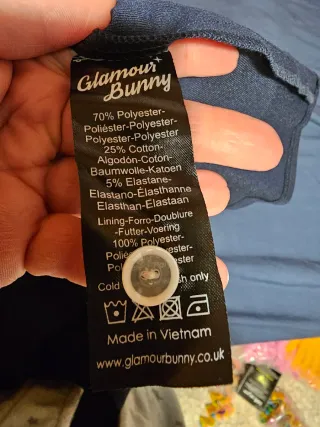 Glamour
Bunny
70% Polyester-
Poliéster-Polyester-
Polyester-Polyester
25% Cotton-
Algodón-Coton-
Baumwolle-Katoen
5% Elastane-
Elastano-Élasthanne
Elasthan-Elastaan
Lining-Forro-Doublure
-Futter-Voering
100% Polyester-
Cold only
Made in Vietnam
www.glamourbunny.co.uk